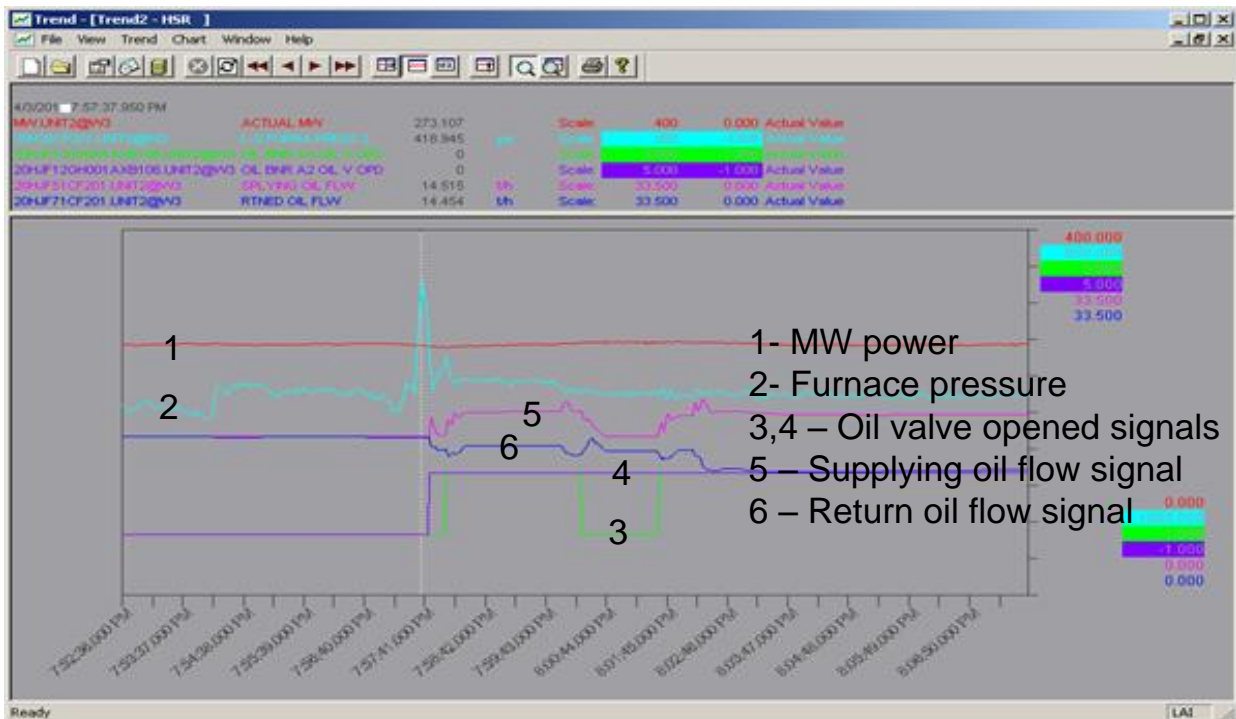 Trend - [Trend2 - HSR ]
File View Trend Chart Window Help
7:57:37.950 PM
MW.UNIT2@W3 ACTUAL MW 273.107 Scale: 400 0.000 Actual Value
418.945
0
20HJF12GH001AXB106.UNIT2@W3 OIL BNR A2 OIL V OPD 0 Scale: 5.000 -1.000 Actual Value
20HJF51CF201.UNIT2@W3 SPLYING OIL FLW 14.515 t/h Scale: 33.500 0.000 Actual Value
20HJF71CF201.UNIT2@W3 RTNED OIL FLW 14.454 t/h Scale: 33.500 0.000 Actual Value
400.000
5.000
33.500
33.500
1
2
5
6
4
3
1- MW power
2- Furnace pressure
3,4 – Oil valve opened signals
5 – Supplying oil flow signal
6 – Return oil flow signal
0.000
-1.000
0.000
0.000
7:52:36.000 PM 7:53:37.000 PM 7:54:38.000 PM 7:55:39.000 PM 7:56:40.000 PM 7:57:41.000 PM 7:58:42.000 PM 7:59:43.000 PM 8:00:44.000 PM 8:01:45.000 PM 8:02:46.000 PM 8:03:47.000 PM 8:04:48.000 PM 8:05:49.000 PM 8:06:50.000 PM
Ready LAI